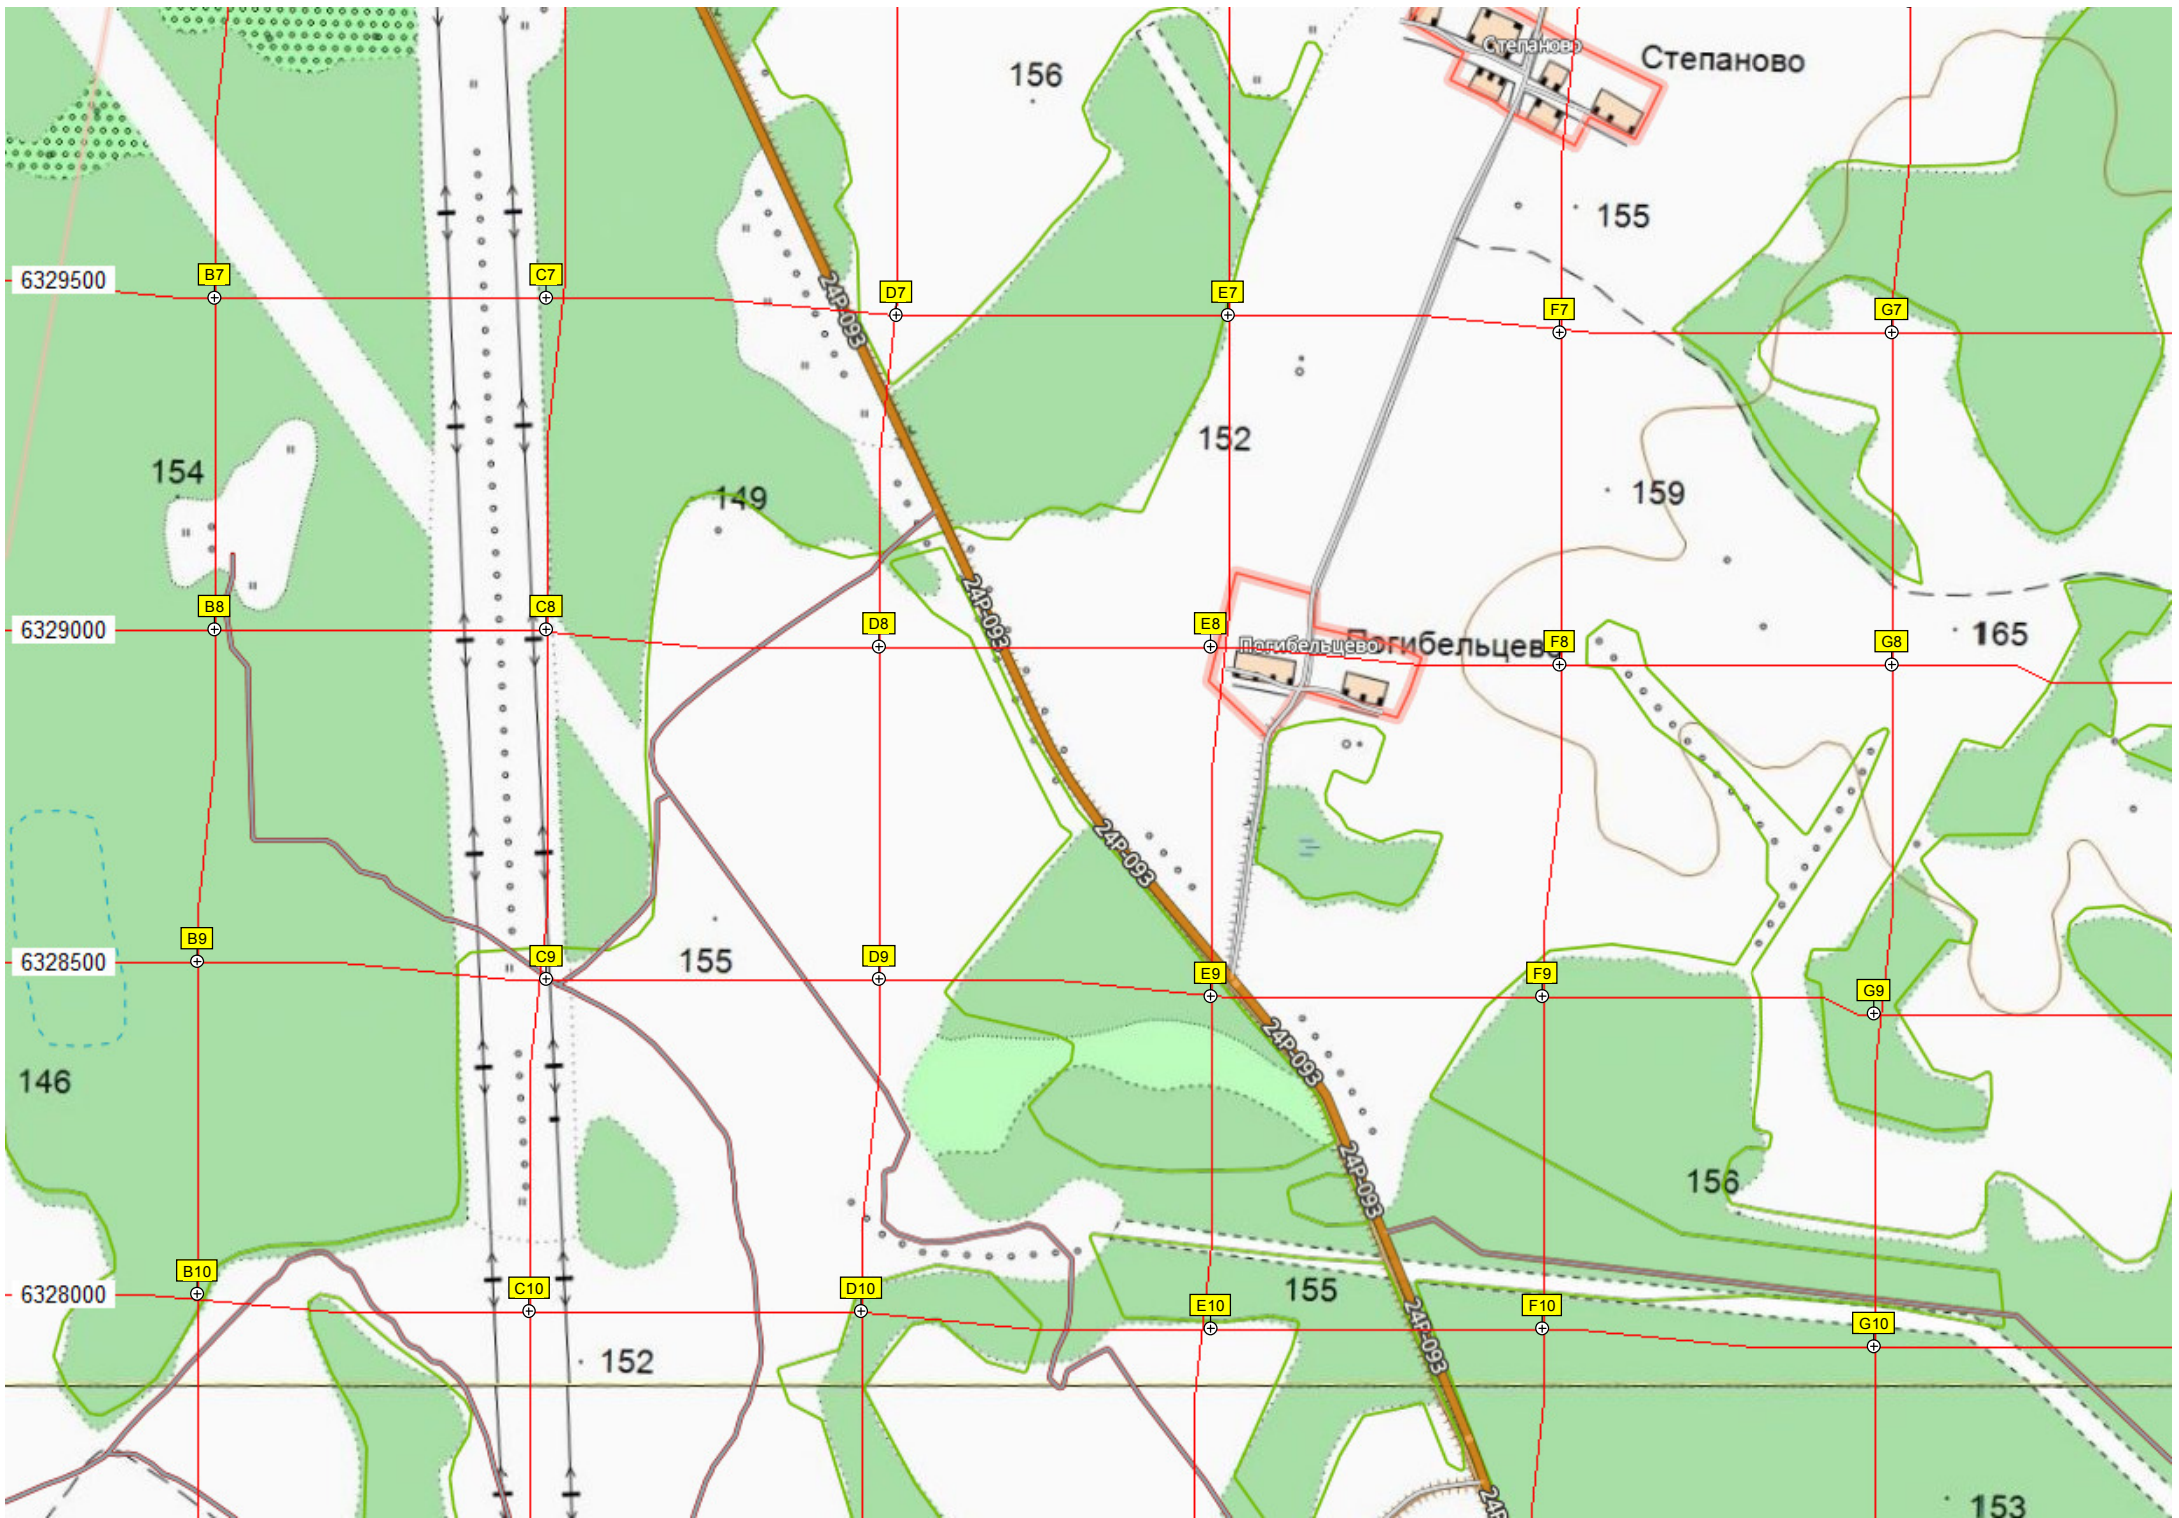 Степаново
Степаново
156
155
6329500
B7
C7
D7
E7
F7
G7
24Р-093
152
154
149
159
24Р-093
6329000
B8
C8
D8
E8
F8
G8
Погибельцево
Погибельцево
165
24Р-093
6328500
B9
C9
D9
E9
F9
G9
155
24Р-093
146
24Р-093
156
6328000
B10
C10
D10
E10
F10
G10
155
24Р-093
152
153
24Р